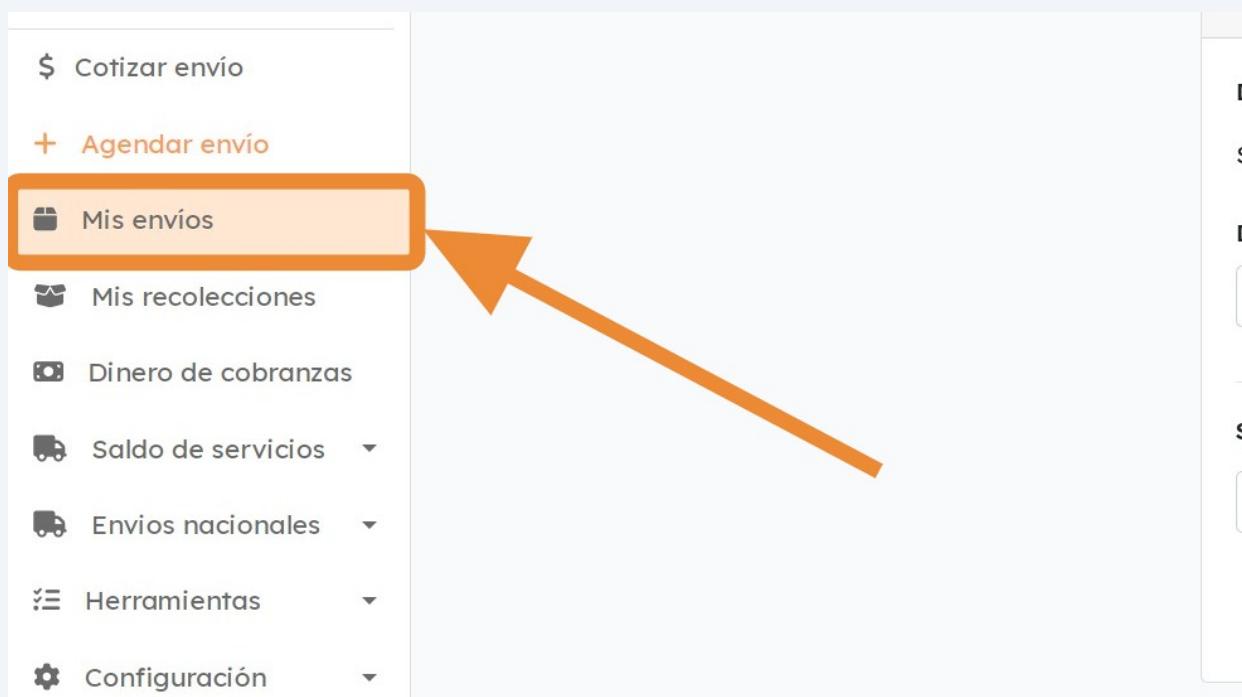 Cotizar envío
Agendar envío
Mis envíos
Mis recolecciones
Dinero de cobranzas
Saldo de servicios
Envios nacionales
Herramientas
Configuración